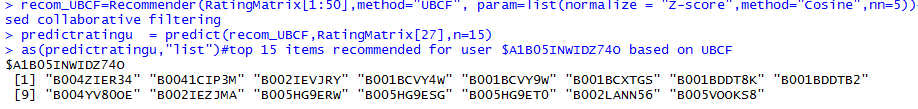 > recom_UBCF=Recommender(RatingMatrix[1:50],method="UBCF", param=list(normalize = "Z-score",method="Cosine",nn=5))
sed collaborative filtering
> predictratingu  = predict(recom_UBCF,RatingMatrix[27],n=15)
> as(predictratingu,"list")#top 15 items recommended for user $A1B05INWIDZ74O based on UBCF
$A1B05INWIDZ74O
 [1] "B004ZIER34" "B0041CIP3M" "B002IEVJRY" "B001BCVY4W" "B001BCVY9W" "B001BCXTGS" "B001BDDT8K" "B001BDDTB2"
 [9] "B004YV80OE" "B002IEZJMA" "B005HG9ERW" "B005HG9ESG" "B005HG9ET0" "B002LANN56" "B005VOOKS8"